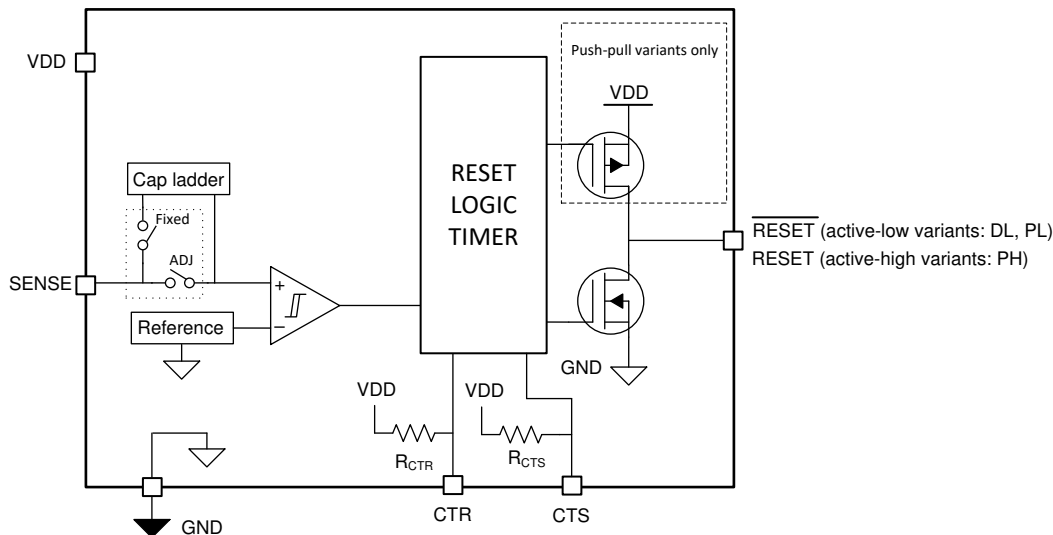 Push-pull variants only
VDD
VDD
RESET
LOGIC
TIMER
Cap ladder
Fixed
ADJ
SENSE
+
−
Reference
RESET (active-low variants: DL, PL)
RESET (active-high variants: PH)
GND
VDD
VDD
RCTR
RCTS
GND
CTR
CTS